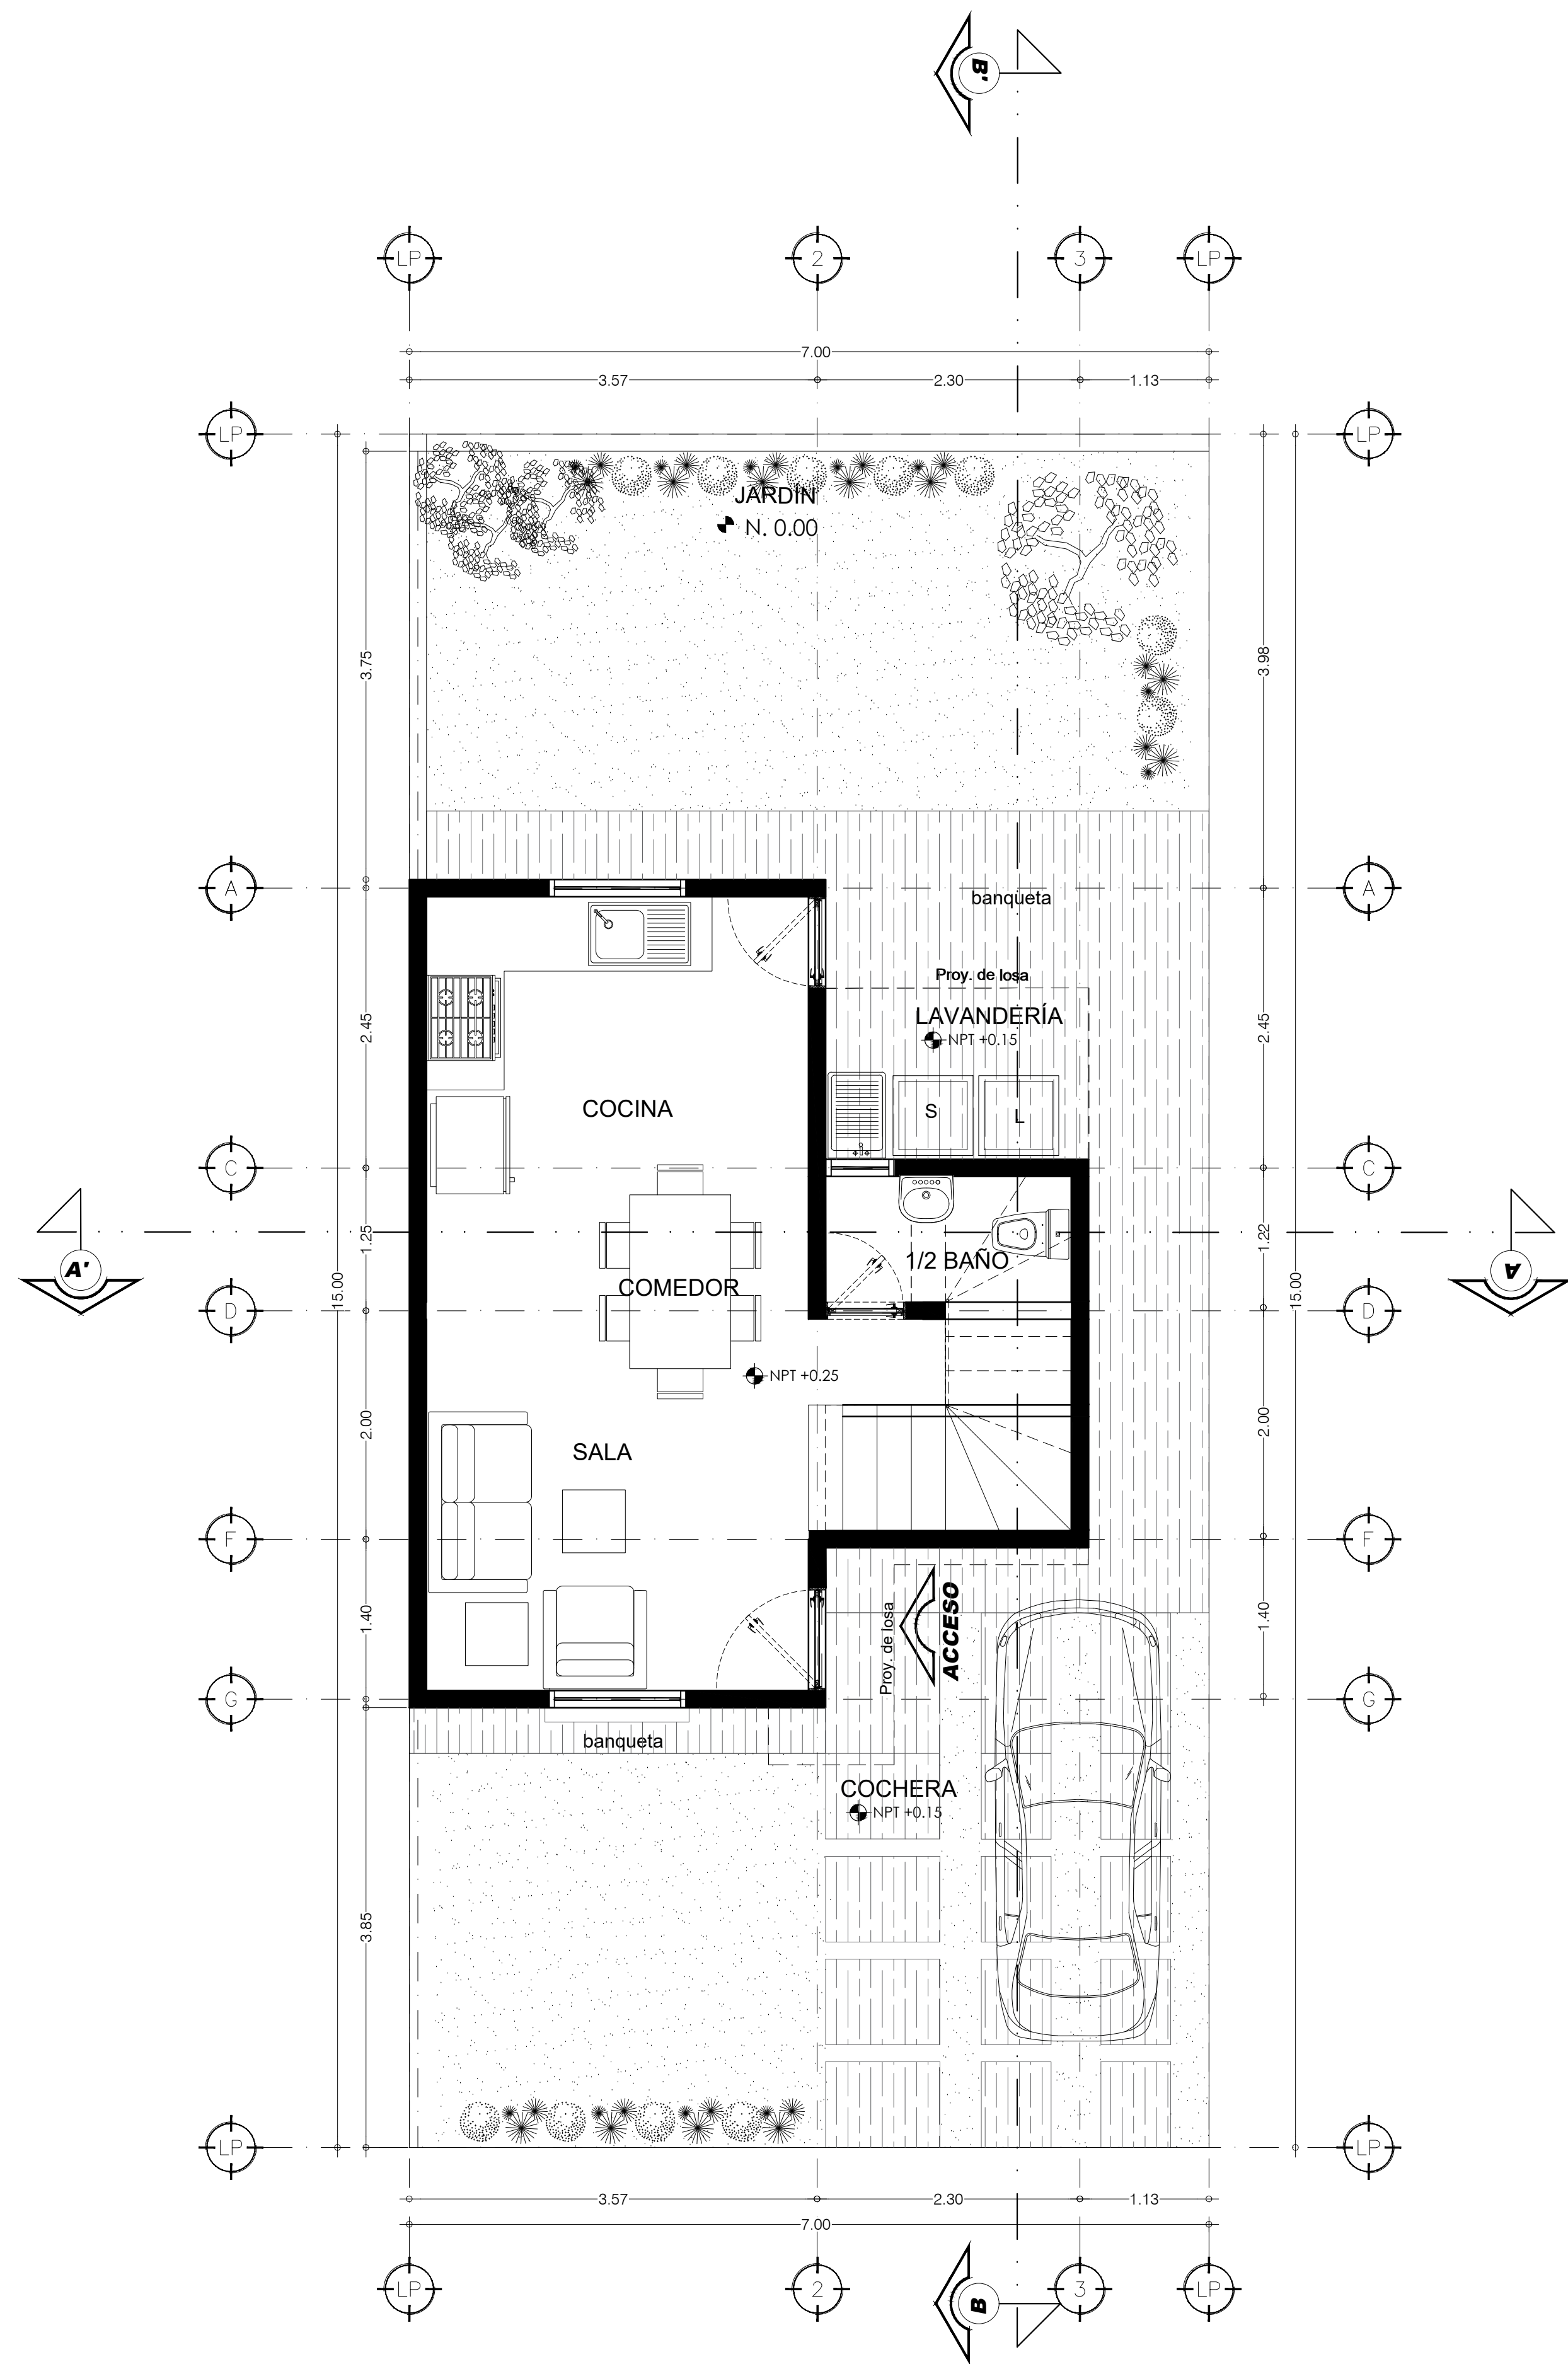 B'
LP
2
3
LP
7.00
3.57
2.30
1.13
LP
LP
JARDÍN
N. 0.00
3.75
3.98
A
A
banqueta
Proy. de losa
LAVANDERÍA
NPT +0.15
2.45
2.45
S
L
COCINA
C
C
1.25
1.22
1/2 BAÑO
A'
A
COMEDOR
15.00
15.00
D
D
NPT +0.25
2.00
2.00
SALA
F
F
ACCESO
Proy. de losa
1.40
1.40
G
G
banqueta
COCHERA
NPT +0.15
3.85
LP
LP
3.57
2.30
1.13
7.00
LP
2
3
LP
B